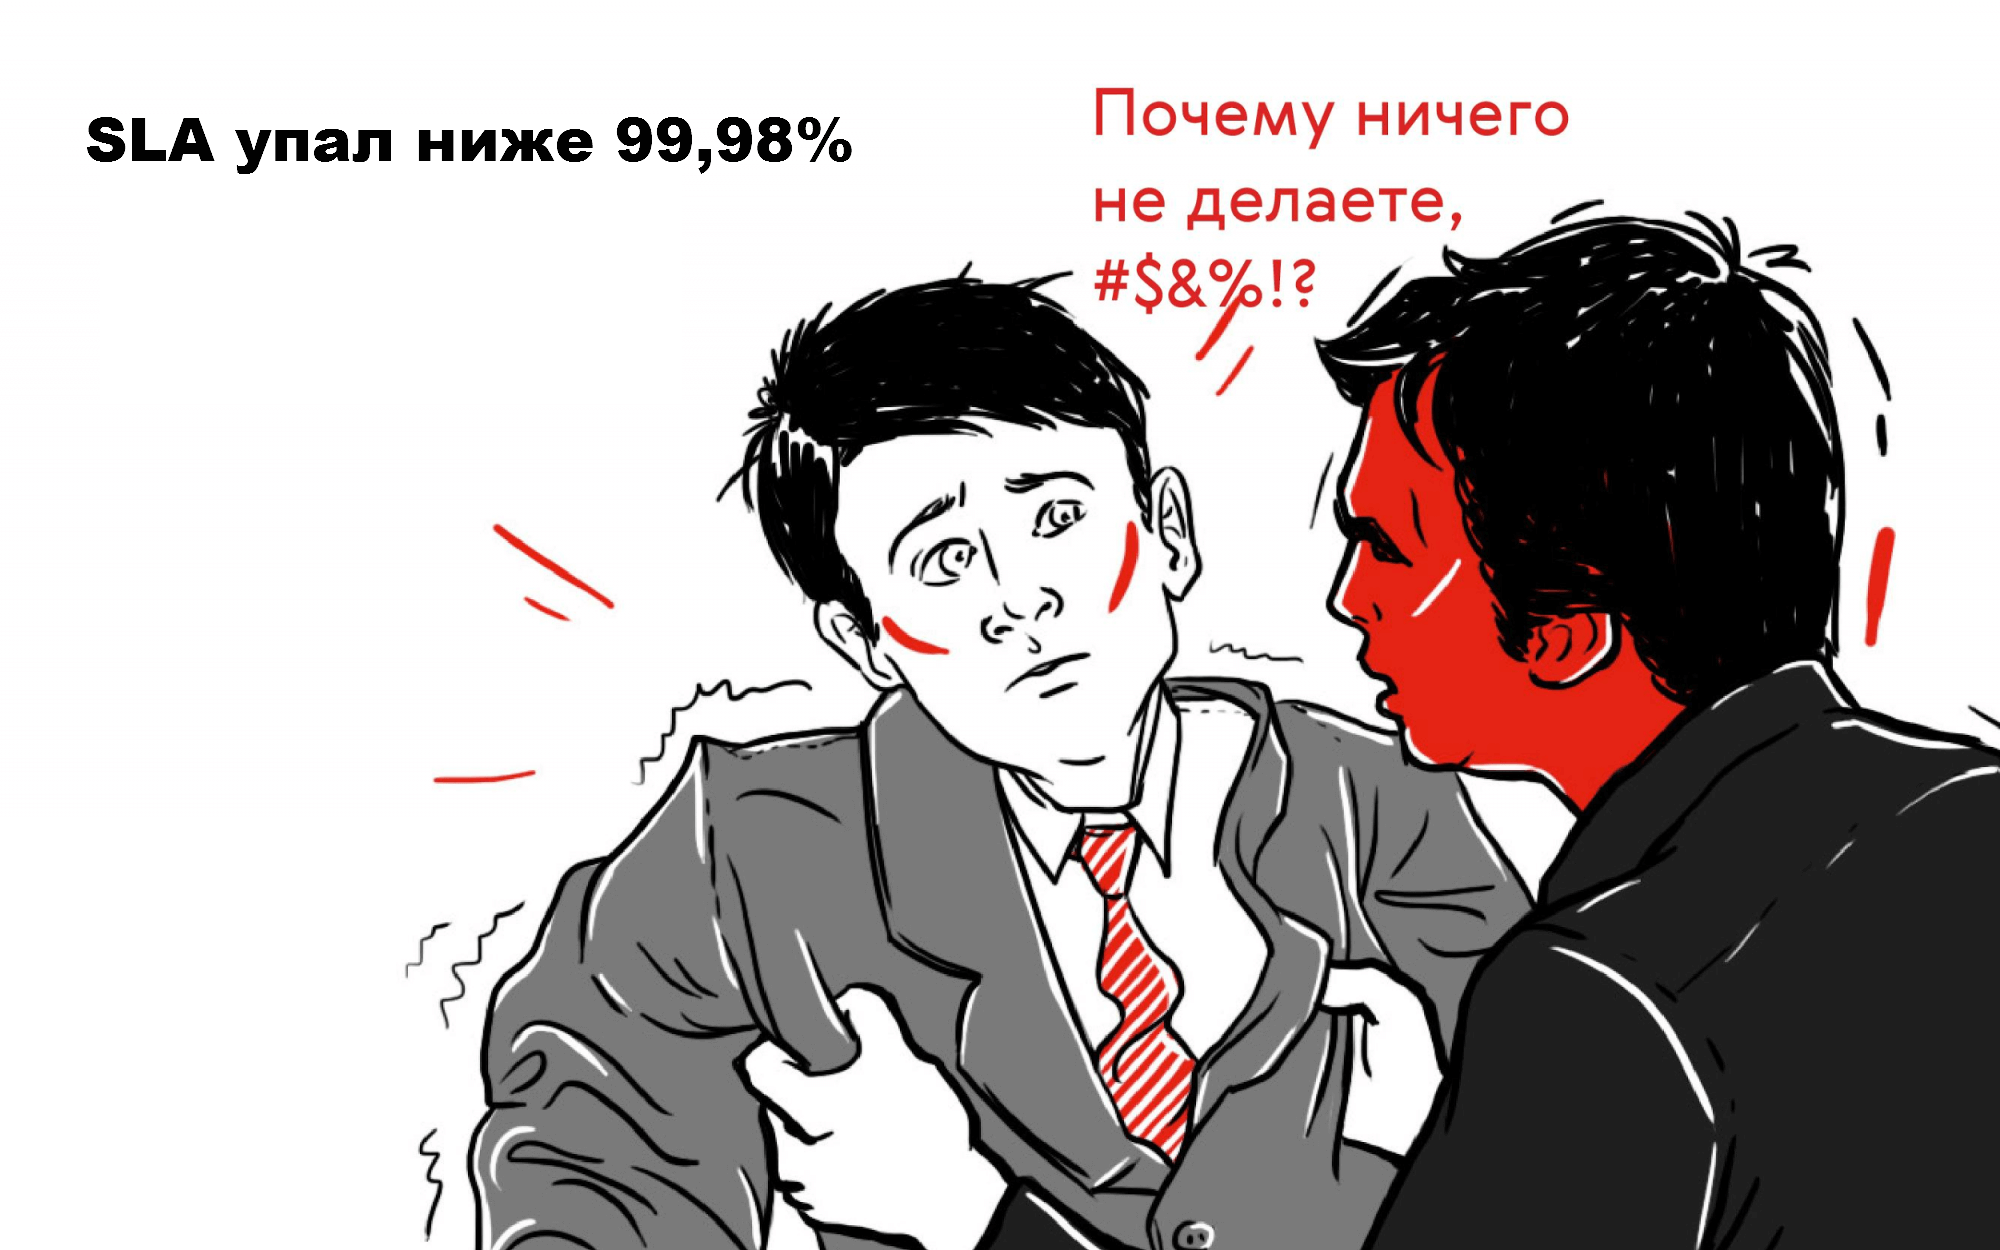 SLA упал ниже 99,98%
Почему ничего
не делаете,
#$&%!?